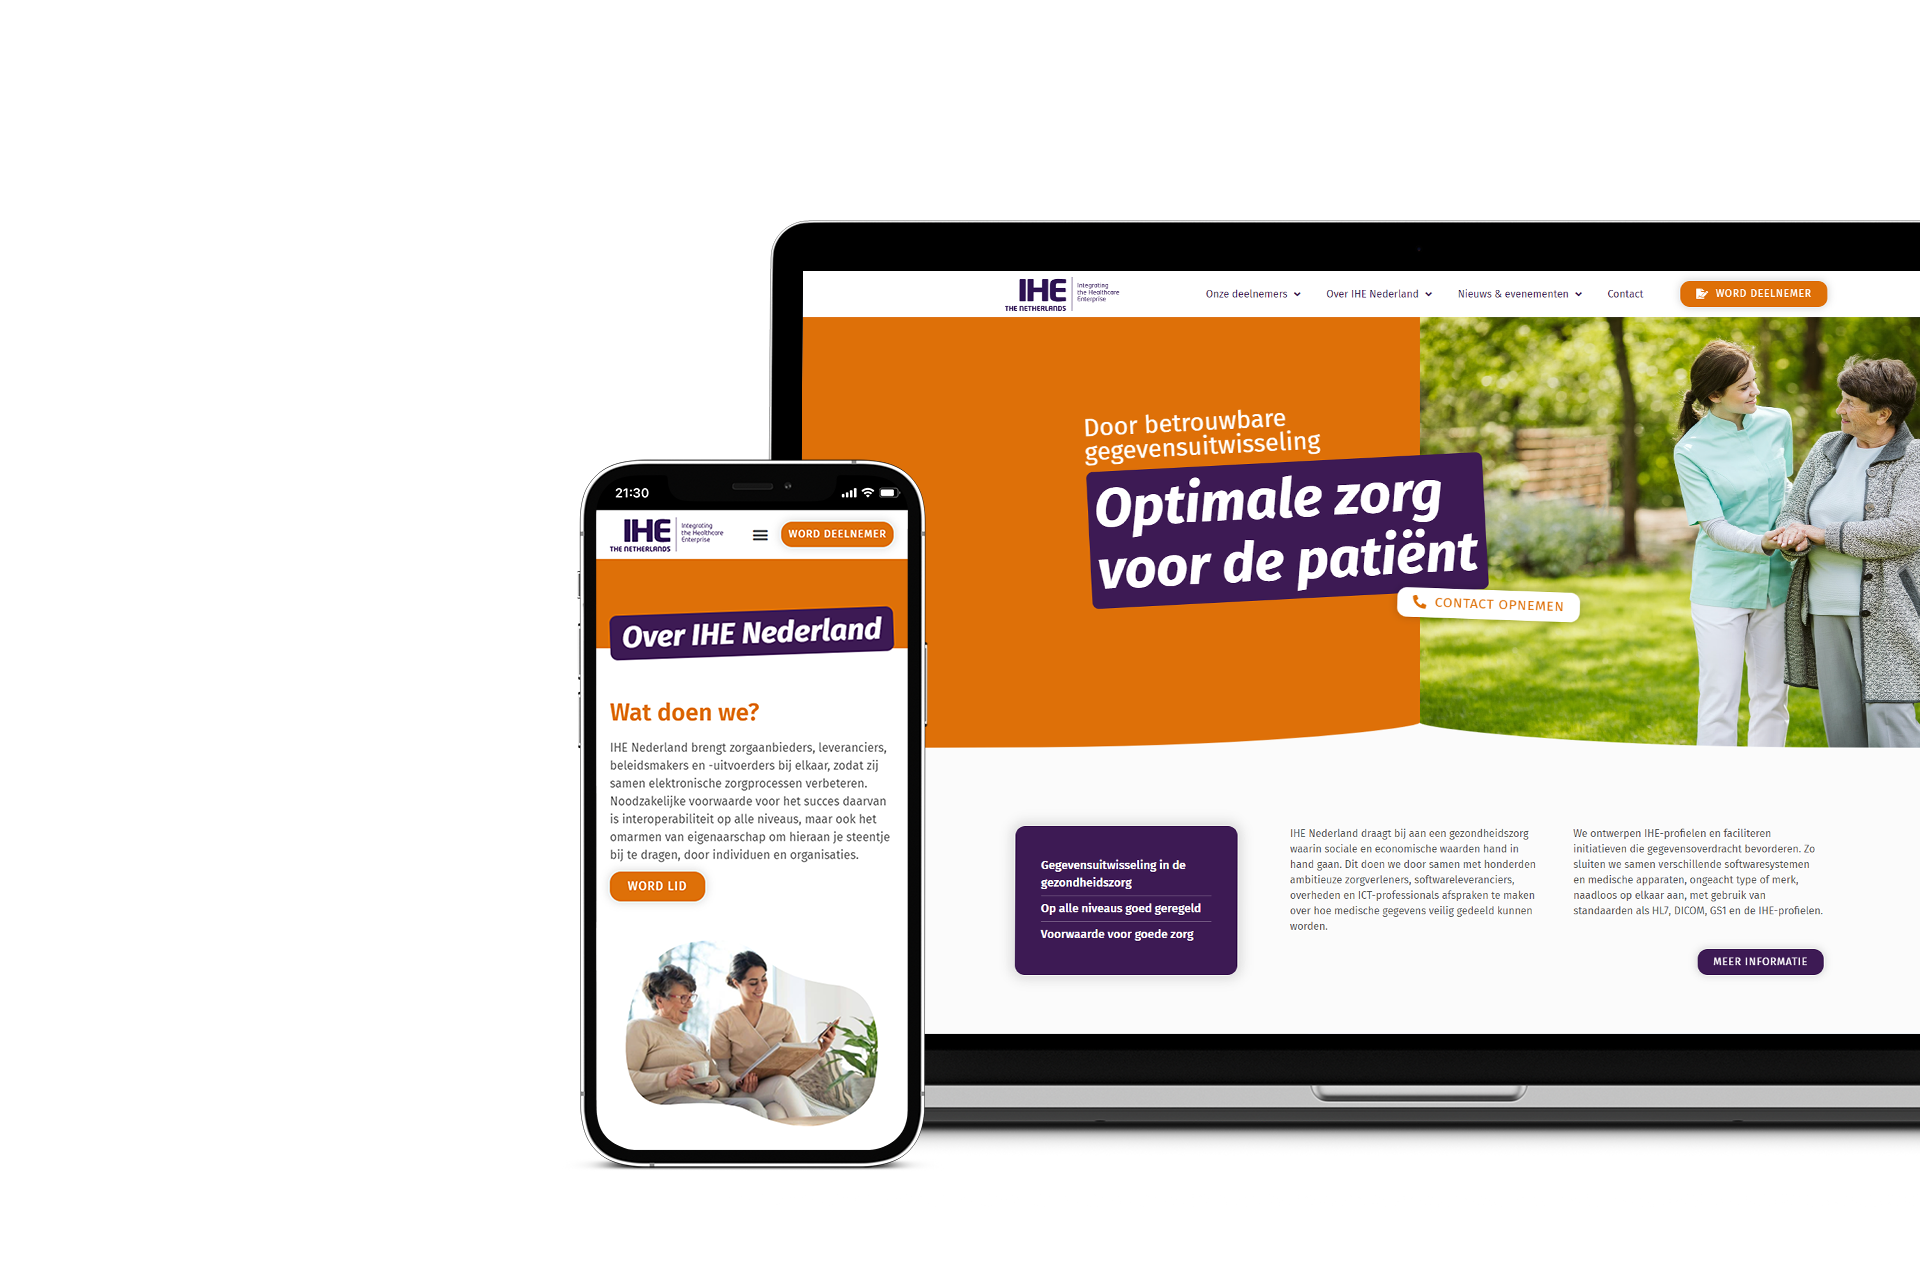 IHE
THE NETHERLANDS
Integrating
the Healthcare
Enterprise
Onze deelnemers
Over IHE Nederland
Nieuws & evenementen
Contact
WORD DEELNEMER
Door betrouwbare
gegevensuitwisseling
Optimale zorg
voor de patiënt
CONTACT OPNEMEN
Gegevensuitwisseling in de
gezondheidszorg
Op alle niveaus goed geregeld
Voorwaarde voor goede zorg
IHE Nederland draagt bij aan een gezondheidszorg
waarin sociale en economische waarden hand in
hand gaan. Dit doen we door samen met honderden
ambitieuze zorgverleners, softwareleveranciers,
overheden en ICT-professionals afspraken te maken
over hoe medische gegevens veilig gedeeld kunnen
worden.
We ontwerpen IHE-profielen en faciliteren
initiatieven die gegevensoverdracht bevorderen. Zo
sluiten we samen verschillende softwaresystemen
en medische apparaten, ongeacht type of merk,
naadloos op elkaar aan, met gebruik van
standaarden als HL7, DICOM, GS1 en de IHE-profielen.
MEER INFORMATIE
21:30
IHE
THE NETHERLANDS
Integrating
the Healthcare
Enterprise
WORD DEELNEMER
Over IHE Nederland
Wat doen we?
IHE Nederland brengt zorgaanbieders, leveranciers,
beleidsmakers en -uitvoerders bij elkaar, zodat zij
samen elektronische zorgprocessen verbeteren.
Noodzakelijke voorwaarde voor het succes daarvan
is interoperabiliteit op alle niveaus, maar ook het
omarmen van eigenaarschap om hieraan je steentje
bij te dragen, door individuen en organisaties.
WORD LID